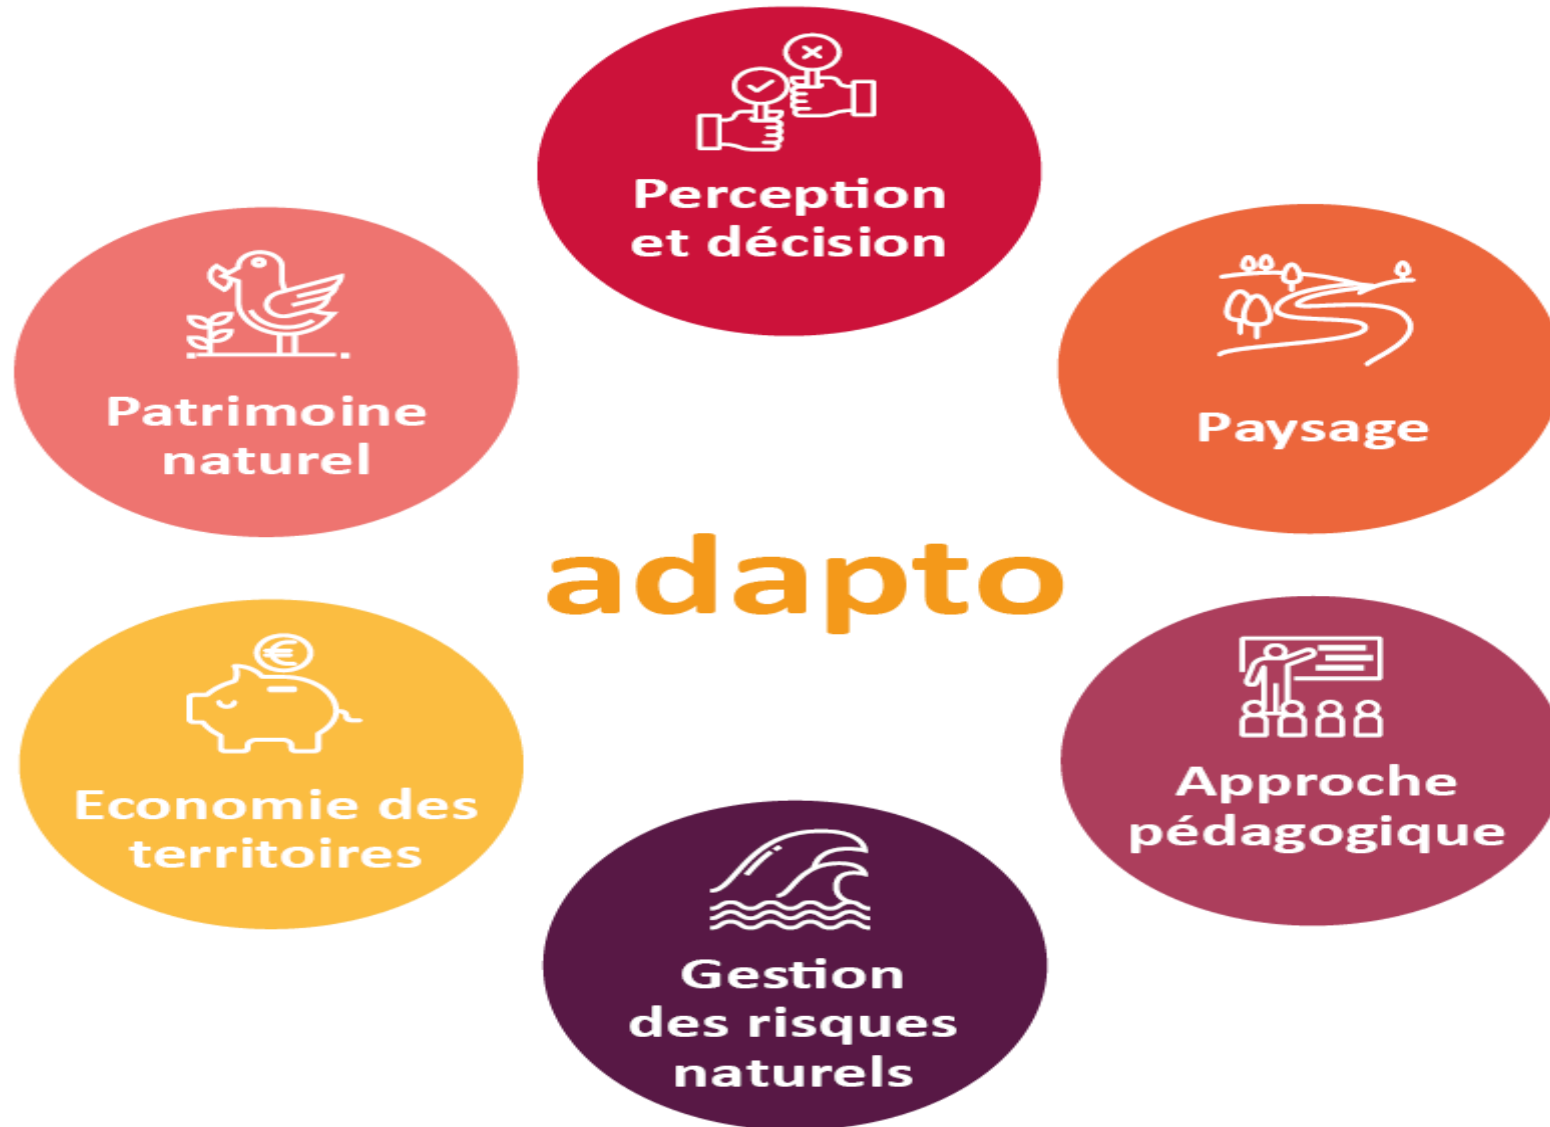 Perception
et décision
Patrimoine
naturel
Paysage
adapto
€
Economie des
territoires
Approche
pédagogique
Gestion
des risques
naturels